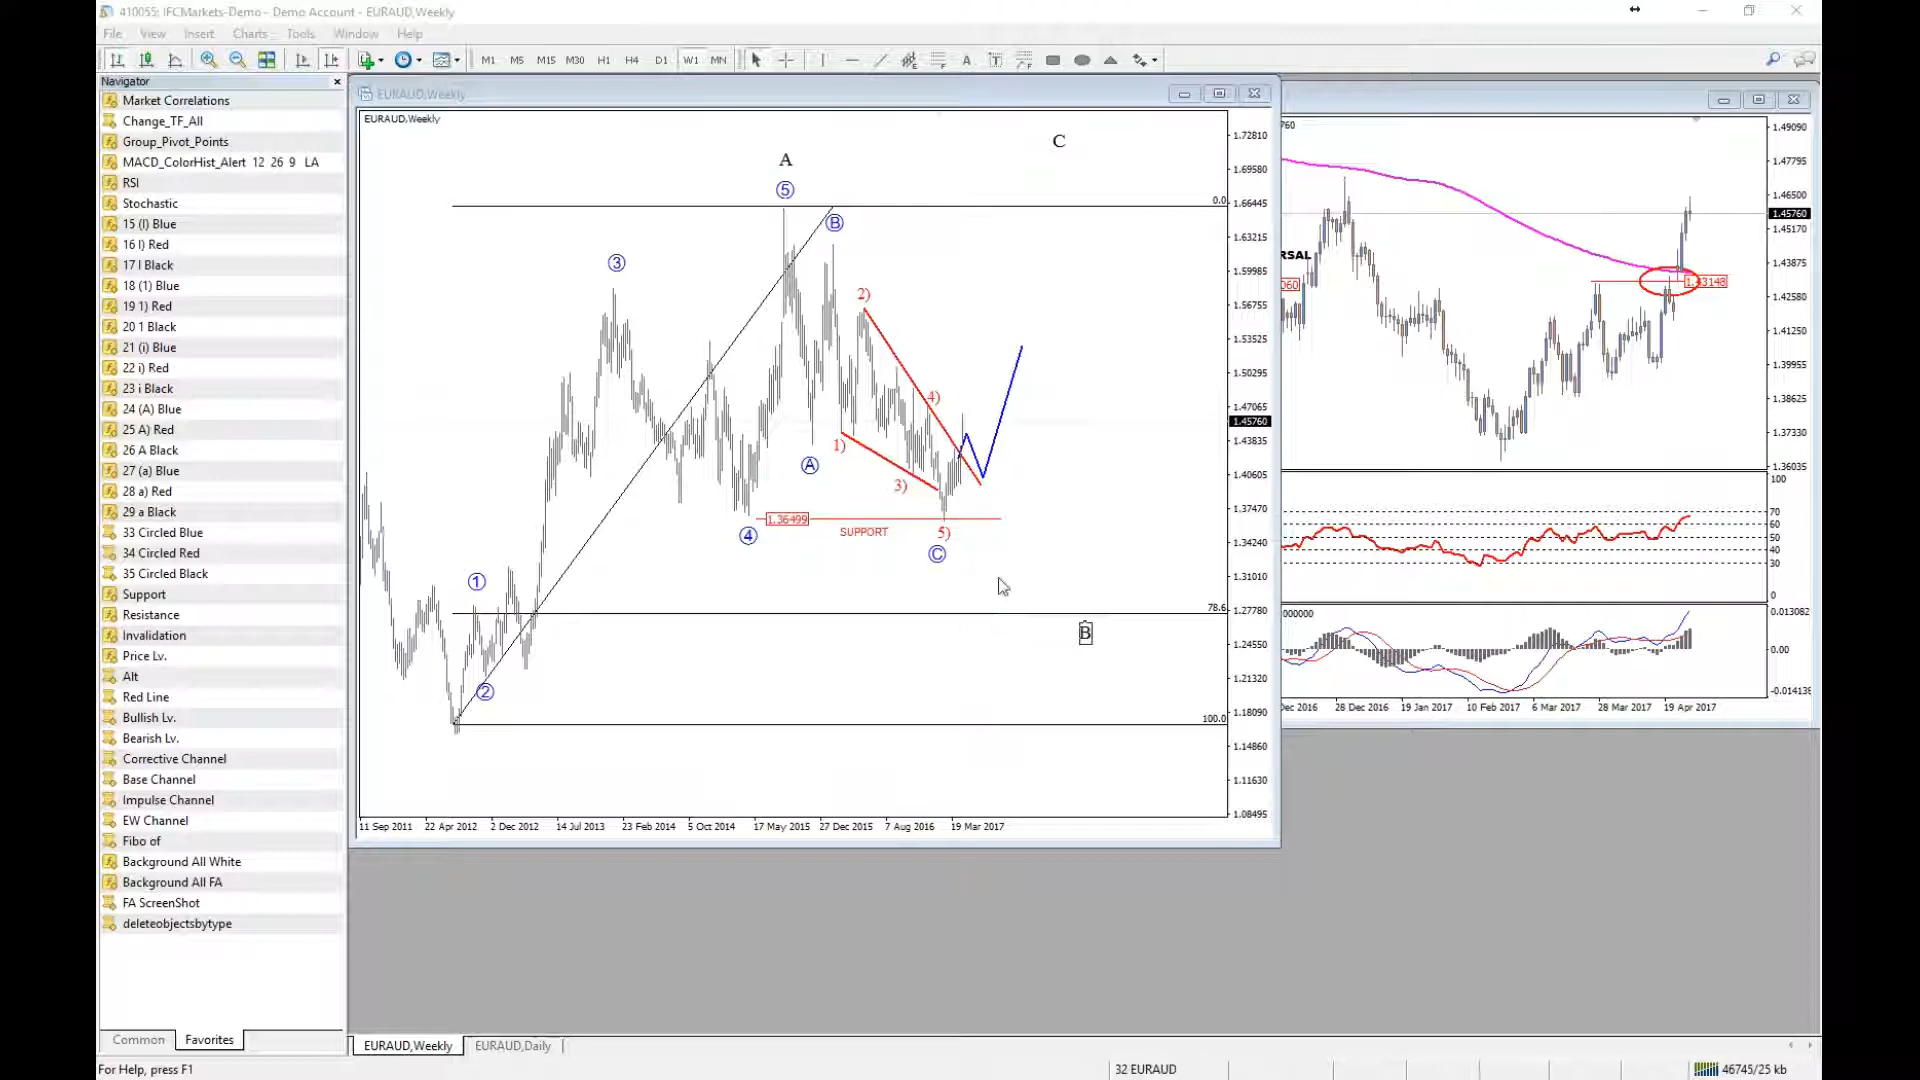 410055: IFCMarkets-Demo - Demo Account - EURAUD,Weekly
File View Insert Charts Tools Window Help
M1 M5 M15 M30 H1 H4 D1 W1 MN
A
T
Navigator
Market Correlations
Change_TF_All
Group_Pivot_Points
MACD_ColorHist_Alert 12 26 9 LA
RSI
Stochastic
15 (I) Blue
16 I) Red
17 I Black
18 (1) Blue
19 1) Red
20 1 Black
21 (i) Blue
22 i) Red
23 i Black
24 (A) Blue
25 A) Red
26 A Black
27 (a) Blue
28 a) Red
29 a Black
33 Circled Blue
34 Circled Red
35 Circled Black
Support
Resistance
Invalidation
Price Lv.
Alt
Red Line
Bullish Lv.
Bearish Lv.
Corrective Channel
Base Channel
Impulse Channel
EW Channel
Fibo of
Background All White
Background All FA
FA ScreenShot
deleteobjectsbytype
Common Favorites
For Help, press F1
EURAUD,Weekly
EURAUD,Weekly
A
C
5
B
3
2)
4)
1)
A
3)
4
1.36499
SUPPORT
5)
C
1
2
B
0.0
78.6
100.0
1.72810
1.69580
1.66445
1.63215
1.59985
1.56755
1.53525
1.50295
1.47065
1.45760
1.43835
1.40605
1.37470
1.34240
1.31010
1.27780
1.24550
1.21320
1.18090
1.14860
1.11630
1.08495
11 Sep 2011 22 Apr 2012 2 Dec 2012 14 Jul 2013 23 Feb 2014 5 Oct 2014 17 May 2015 27 Dec 2015 7 Aug 2016 19 Mar 2017
760
RSAL
060
1.43148
1.49090
1.47795
1.46500
1.45760
1.45170
1.43875
1.42580
1.41250
1.39955
1.38625
1.37330
1.36035
100
70
60
50
40
30
0
000000
0.013082
0.00
-0.014138
Dec 2016 28 Dec 2016 19 Jan 2017 10 Feb 2017 6 Mar 2017 28 Mar 2017 19 Apr 2017
EURAUD,Weekly EURAUD,Daily
32 EURAUD
46745/25 kb